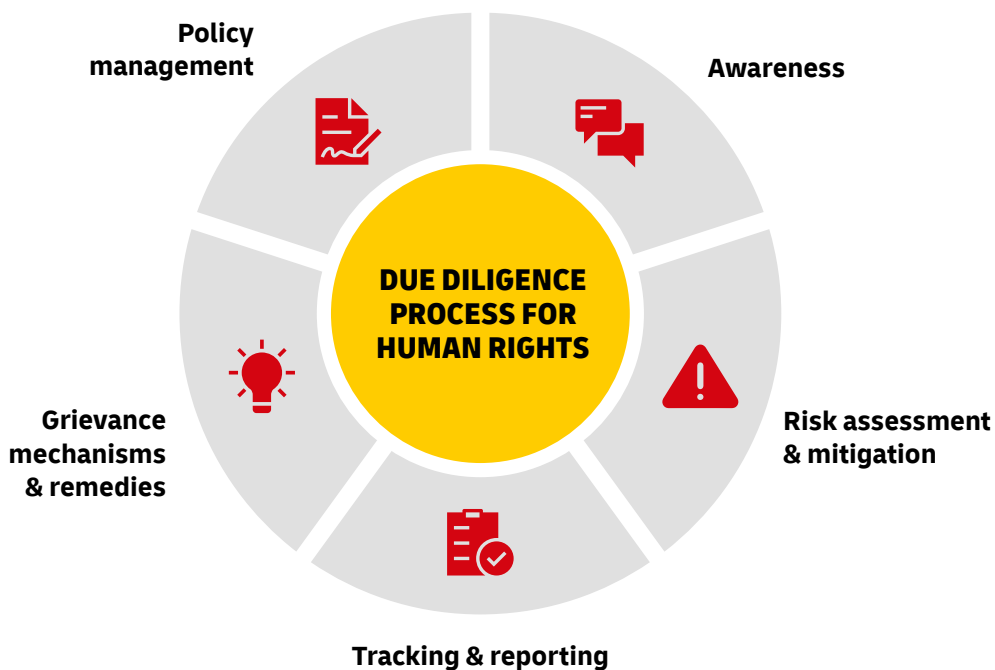 Policy
management
Awareness
DUE DILIGENCE
PROCESS FOR
HUMAN RIGHTS
Risk assessment
& mitigation
Grievance
mechanisms
& remedies
Tracking & reporting